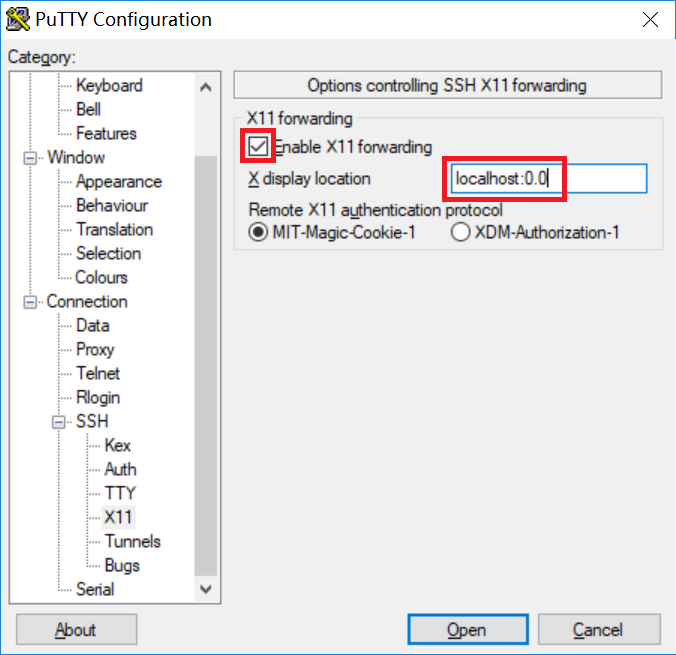 PuTTY Configuration
Category:
Keyboard
Bell
Features
Window
Appearance
Behaviour
Translation
Selection
Colours
Connection
Data
Proxy
Telnet
Rlogin
SSH
Kex
Auth
TTY
X11
Tunnels
Bugs
Serial
Options controlling SSH X11 forwarding
X11 forwarding
Enable X11 forwarding
X display location localhost:0.0
Remote X11 authentication protocol
MIT-Magic-Cookie-1 XDM-Authorization-1
About Open Cancel